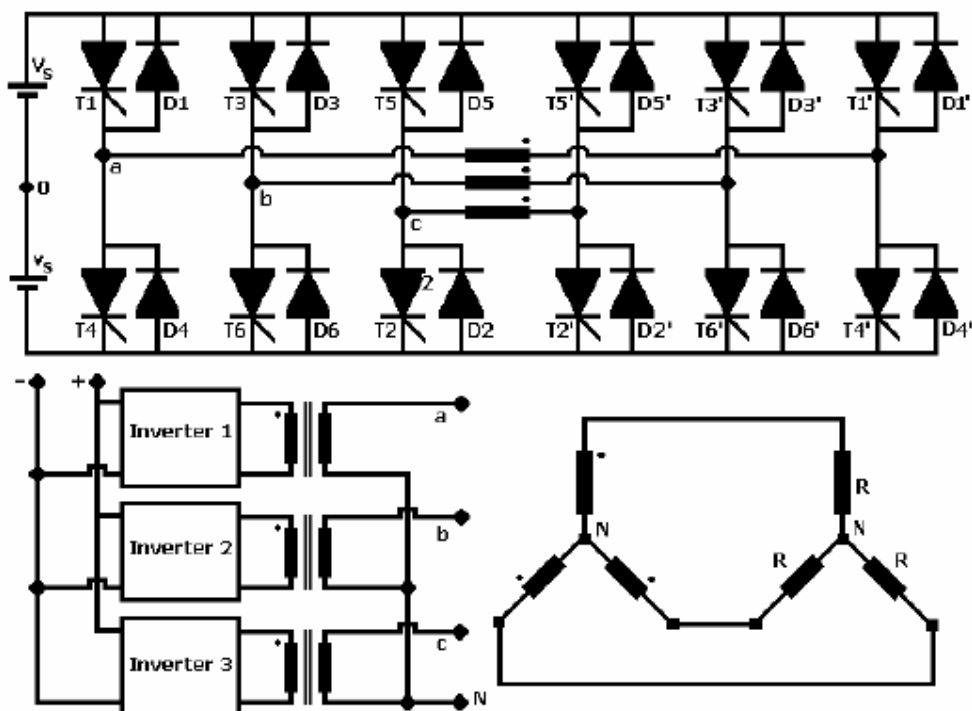 Vs
T1 D1 T3 D3 T5 D5 T5' D5' T3' D3' T1' D1'
a
0
b
c
vs
2
T4 D4 T6 D6 T2 D2 T2' D2' T6' D6' T4' D4'
- +
Inverter 1
a
Inverter 2
b
Inverter 3
c
N
R
N N
R R